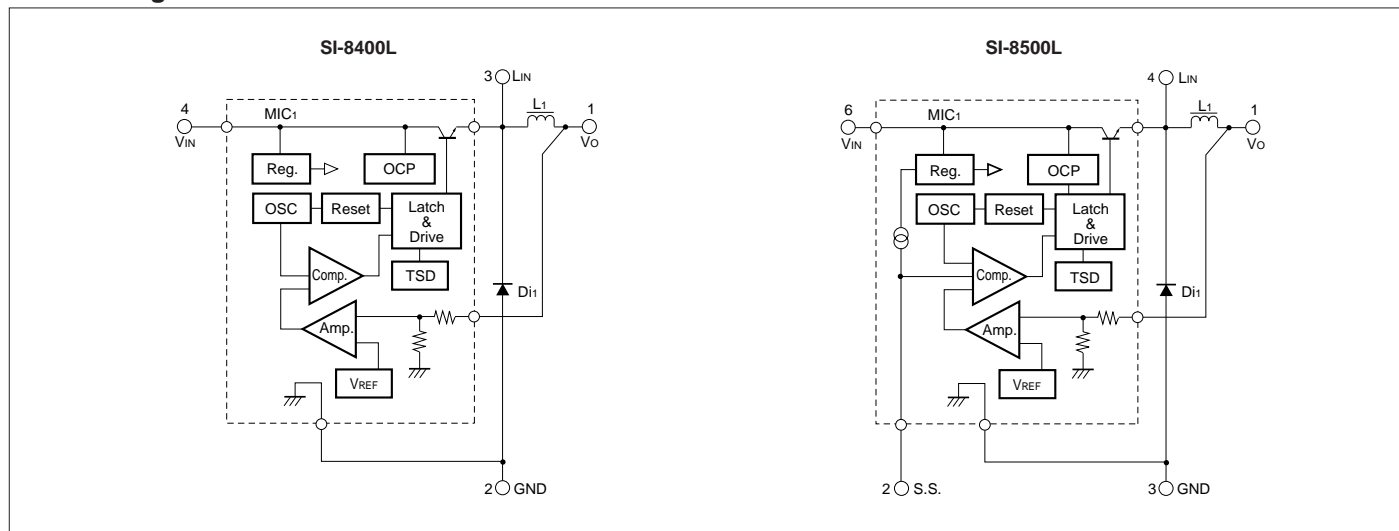 SI-8400L
3 LIN
L1
4
VIN
MIC1
1
VO
Reg.
OCP
OSC
Reset
Latch
&
Drive
Comp.
TSD
Di1
Amp.
VREF
2 GND
SI-8500L
4 LIN
L1
6
VIN
MIC1
1
VO
Reg.
OCP
OSC
Reset
Latch
&
Drive
Comp.
TSD
Di1
Amp.
VREF
2 S.S.
3 GND